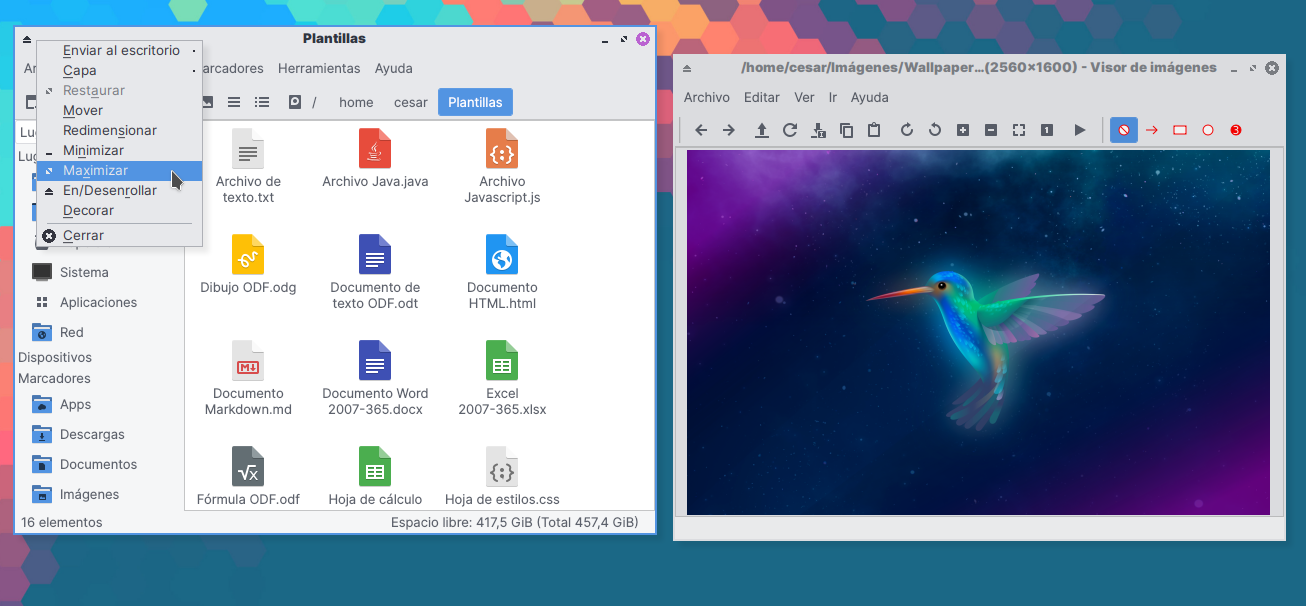 Plantillas
Enviar al escritorio
Capa
Restaurar
Mover
Redimensionar
Minimizar
Maximizar
En/Desenrollar
Decorar
Cerrar
Ar
arcadores Herramientas Ayuda
/ home cesar Plantillas
Lu
Lug
Sistema
Aplicaciones
Red
Dispositivos
Marcadores
Apps
Descargas
Documentos
Imágenes
Archivo de
texto.txt
Archivo Java.java
Archivo
Javascript.js
Dibujo ODF.odg
Documento de
texto ODF.odt
Documento
HTML.html
Documento
Markdown.md
Documento Word
2007-365.docx
Excel
2007-365.xlsx
Fórmula ODF.odf
Hoja de cálculo
Hoja de estilos.css
16 elementos
Espacio libre: 417,5 GiB (Total 457,4 GiB)
/home/cesar/Imágenes/Wallpaper...(2560×1600) - Visor de imágenes
Archivo Editar Ver Ir Ayuda
1
3